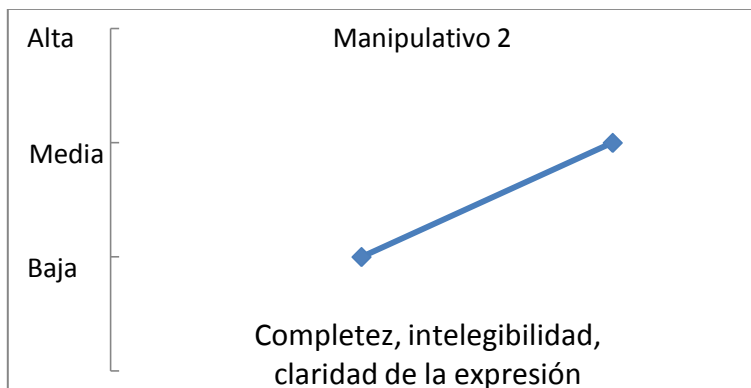 Manipulativo 2
Alta
Media
Baja
Completez, intelegibilidad,
claridad de la expresión